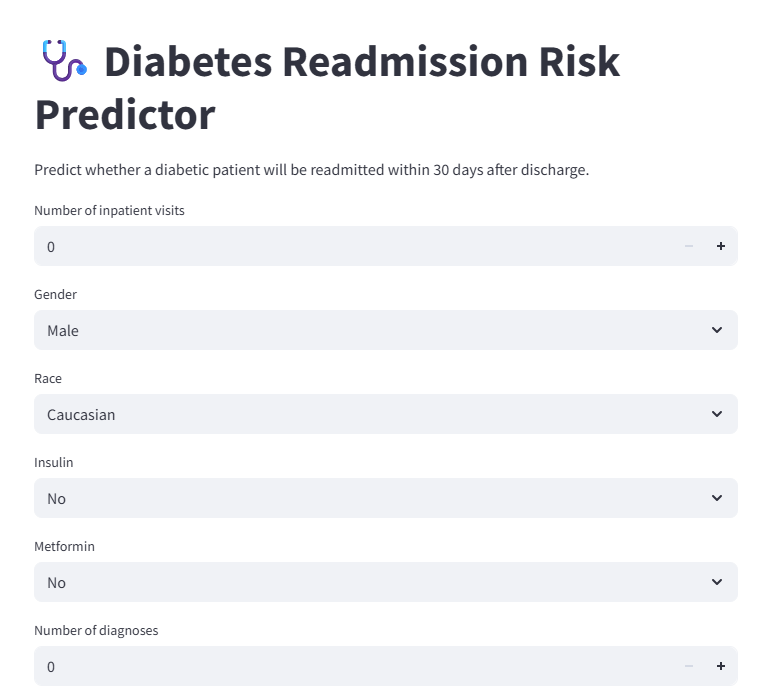 Diabetes Readmission Risk
Predictor
Predict whether a diabetic patient will be readmitted within 30 days after discharge.
Number of inpatient visits
0
Gender
Male
Race
Caucasian
Insulin
No
Metformin
No
Number of diagnoses
0